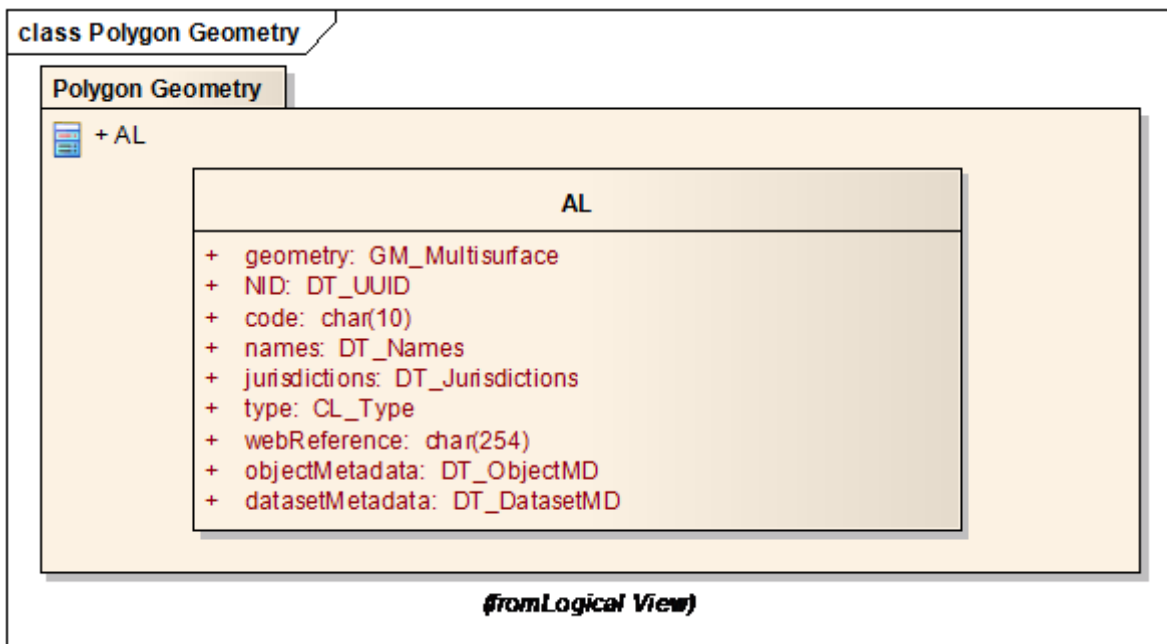 class Polygon Geometry
Polygon Geometry
+ AL
AL
+ geometry: GM_Multisurface
+ NID: DT_UUID
+ code: char(10)
+ names: DT_Names
+ jurisdictions: DT_Jurisdictions
+ type: CL_Type
+ webReference: char(254)
+ objectMetadata: DT_ObjectMD
+ datasetMetadata: DT_DatasetMD
(fromLogical View)